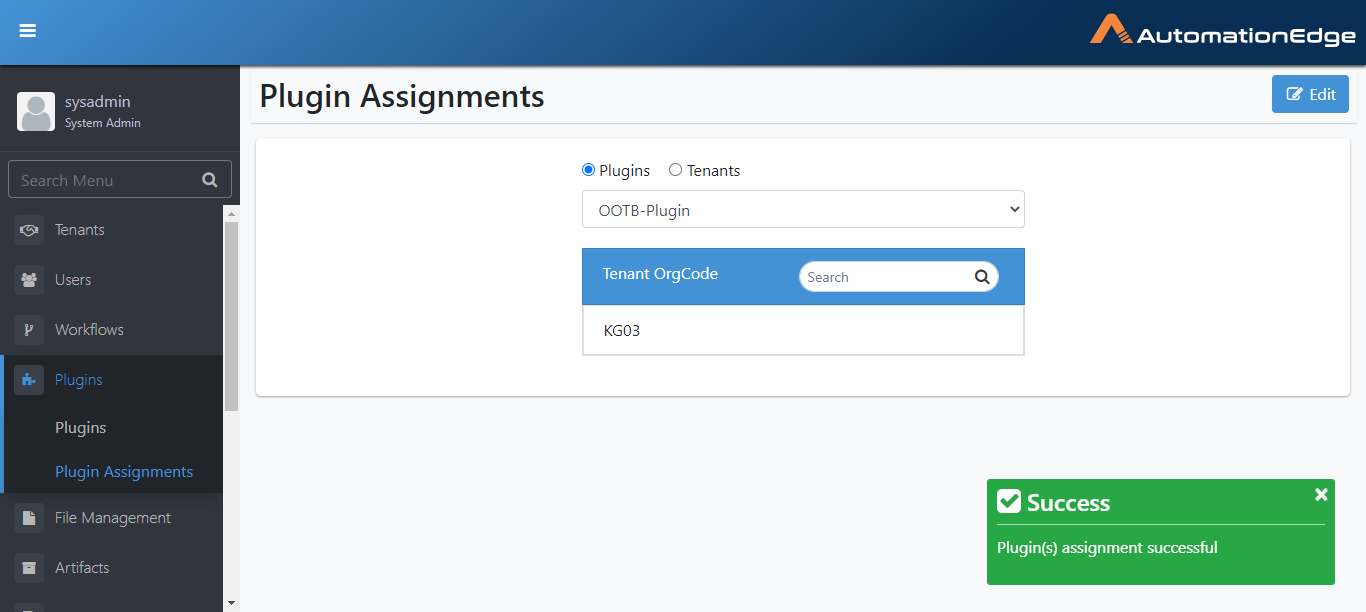 AutomationEdge
sysadmin
System Admin
Search Menu
Tenants
Users
Workflows
Plugins
Plugins
Plugin Assignments
File Management
Artifacts
Plugin Assignments
Edit
Plugins Tenants
OOTB-Plugin
Tenant OrgCode Search
KG03
Success
Plugin(s) assignment successful